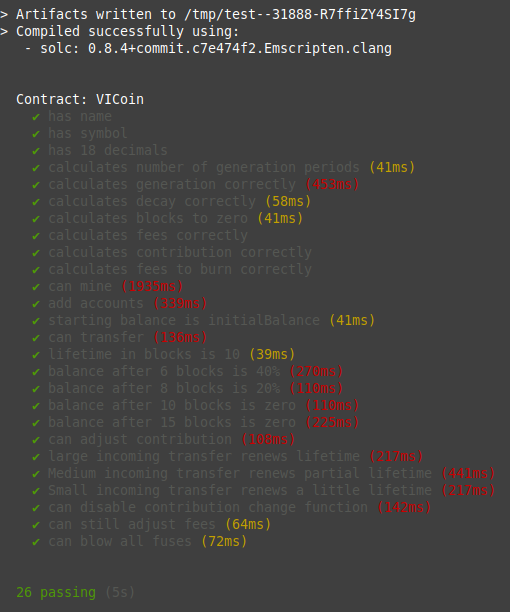 > Artifacts written to /tmp/test--31888-R7ffiZY4SI7g
> Compiled successfully using:
- solc: 0.8.4+commit.c7e474f2.Emscripten.clang
Contract: VICoin
✔ has name
✔ has symbol
✔ has 18 decimals
✔ calculates number of generation periods (41ms)
✔ calculates generation correctly (453ms)
✔ calculates decay correctly (58ms)
✔ calculates blocks to zero (41ms)
✔ calculates fees correctly
✔ calculates contribution correctly
✔ calculates fees to burn correctly
✔ can mine (1935ms)
✔ add accounts (339ms)
✔ starting balance is initialBalance (41ms)
✔ can transfer (136ms)
✔ lifetime in blocks is 10 (39ms)
✔ balance after 6 blocks is 40% (270ms)
✔ balance after 8 blocks is 20% (110ms)
✔ balance after 10 blocks is zero (110ms)
✔ balance after 15 blocks is zero (225ms)
✔ can adjust contribution (108ms)
✔ large incoming transfer renews lifetime (217ms)
✔ Medium incoming transfer renews partial lifetime (441ms)
✔ Small incoming transfer renews a little lifetime (217ms)
✔ can disable contribution change function (142ms)
✔ can still adjust fees (64ms)
✔ can blow all fuses (72ms)
26 passing (5s)